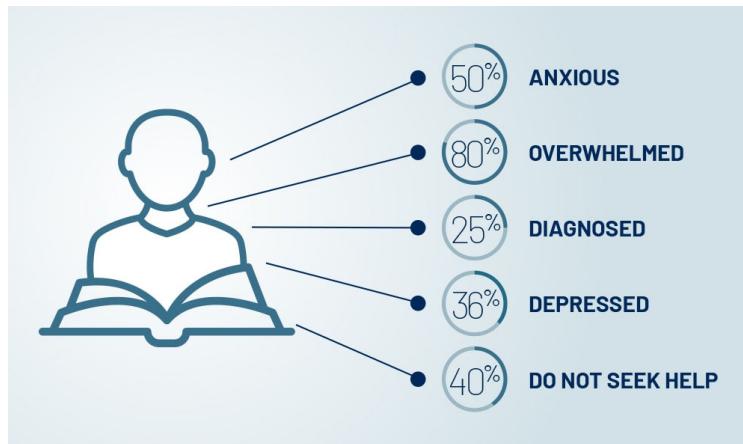 50% ANXIOUS
80% OVERWHELMED
25% DIAGNOSED
36% DEPRESSED
40% DO NOT SEEK HELP